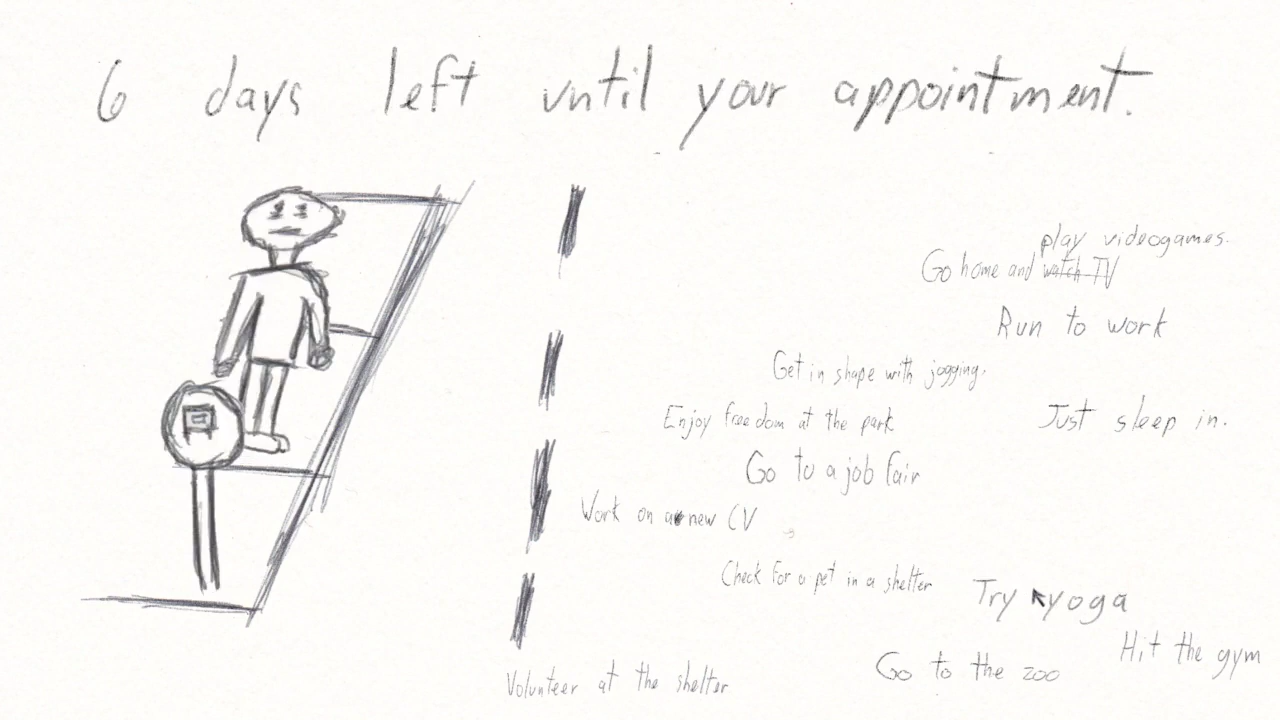 6 days left until your appointment.
play videogames.
Go home and watch TV
Run to work
Get in shape with jogging.
Enjoy freedom at the park
Just sleep in.
Go to a job fair
Work on a new CV
Check for a pet in a shelter
Try yoga
Hit the gym
Go to the zoo
Volunteer at the shelter